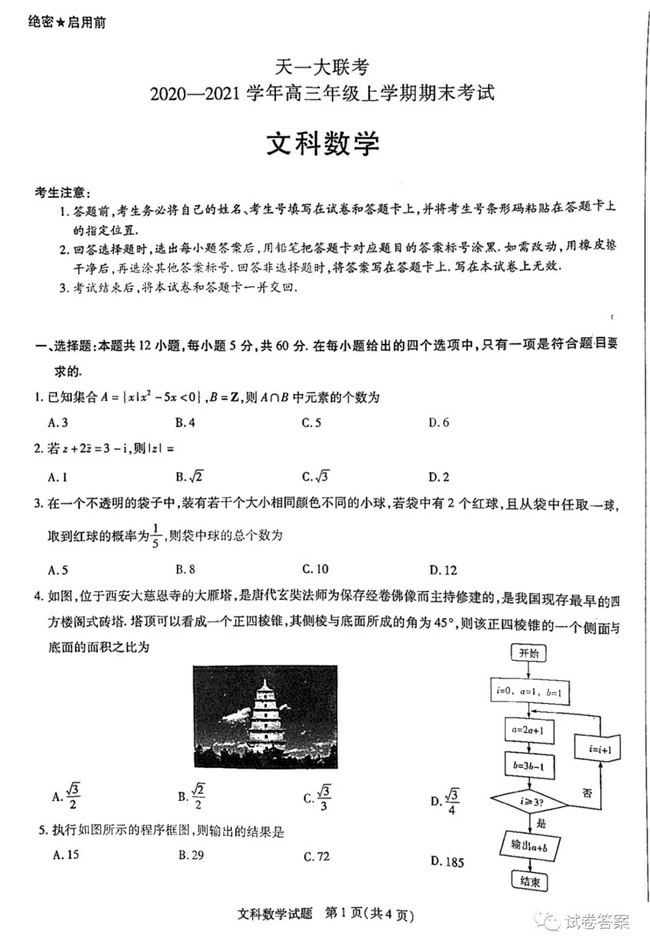 绝密★启用前
天一大联考
2020—2021学年高三年级上学期期末考试
文科数学
考生注意:
1.答题前,考生务必将自己的姓名、考生号填写在试卷和答题卡上,并将考生号条形码粘贴在答题卡上
的指定位置.
2.回答选择题时,选出每小题答案后,用铅笔把答题卡对应题目的答案标号涂黑.如需改动,用橡皮擦
干净后,再选涂其他答案标号.回答非选择题时,将答案写在答题卡上.写在本试卷上无效.
3.考试结束后,将本试卷和答题卡一并交回.
一、选择题:本题共12小题,每小题5分,共60分.在每小题给出的四个选项中,只有一项是符合题目要
求的.
1.已知集合A={x|x²-5x<0},B=Z,则A∩B中元素的个数为
A.3 B.4 C.5 D.6
2.若z+2z̄=3-i,则|z|=
A.1 B.√2 C.√3 D.2
3.在一个不透明的袋子中,装有若干个大小相同颜色不同的小球,若袋中有2个红球,且从袋中任取一球,
取到红球的概率为1/5,则袋中球的总个数为
A.5 B.8 C.10 D.12
4.如图,位于西安大慈恩寺的大雁塔,是唐代玄奘法师为保存经卷佛像而主持修建的,是我国现存最早的四
方楼阁式砖塔.塔顶可以看成一个正四棱锥,其侧棱与底面所成的角为45°,则该正四棱锥的一个侧面与
底面的面积之比为
A.√3/2 B.√2/2 C.√3/3 D.√3/4
5.执行如图所示的程序框图,则输出的结果是
A.15 B.29 C.72 D.185
开始
i=0, a=1, b=1
a=2a+1
i=i+1
b=3b-1
i≥3?
否
是
输出a+b
结束
文科数学试题 第1页(共4页)
试卷答案